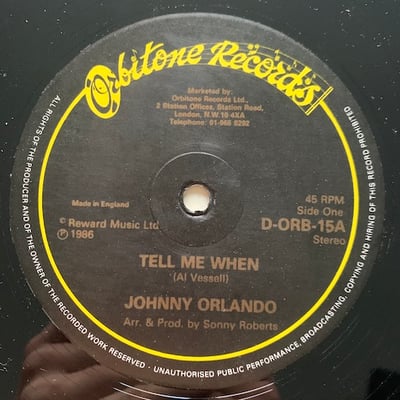 Orbitone Records
Marketed by:
Orbitone Records Ltd.,
2 Station Offices, Station Road,
London, N.W.10 4XA
Telephone: 01-965 8292
Made in England
© Reward Music Ltd
℗ 1986
45 RPM
Side One
D-ORB-15A
Stereo
TELL ME WHEN
(Al Vessell)
JOHNNY ORLANDO
Arr. & Prod. by Sonny Roberts
ALL RIGHTS OF THE PRODUCER AND OF THE OWNER OF THE RECORDED WORK RESERVED · UNAUTHORISED PUBLIC PERFORMANCE, BROADCASTING, COPYING AND HIRING OF THIS RECORD PROHIBITED